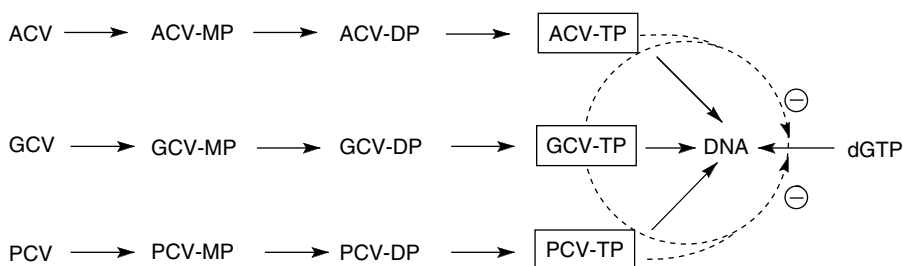 ACV ACV-MP ACV-DP ACV-TP
GCV GCV-MP GCV-DP GCV-TP DNA dGTP
PCV PCV-MP PCV-DP PCV-TP